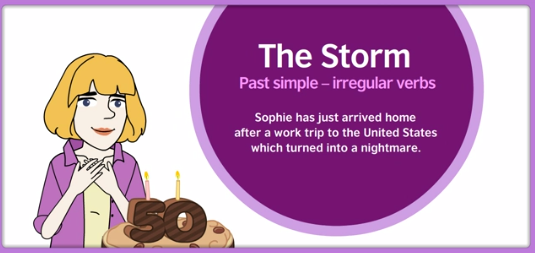 The Storm
Past simple – irregular verbs
Sophie has just arrived home
after a work trip to the United States
which turned into a nightmare.
50